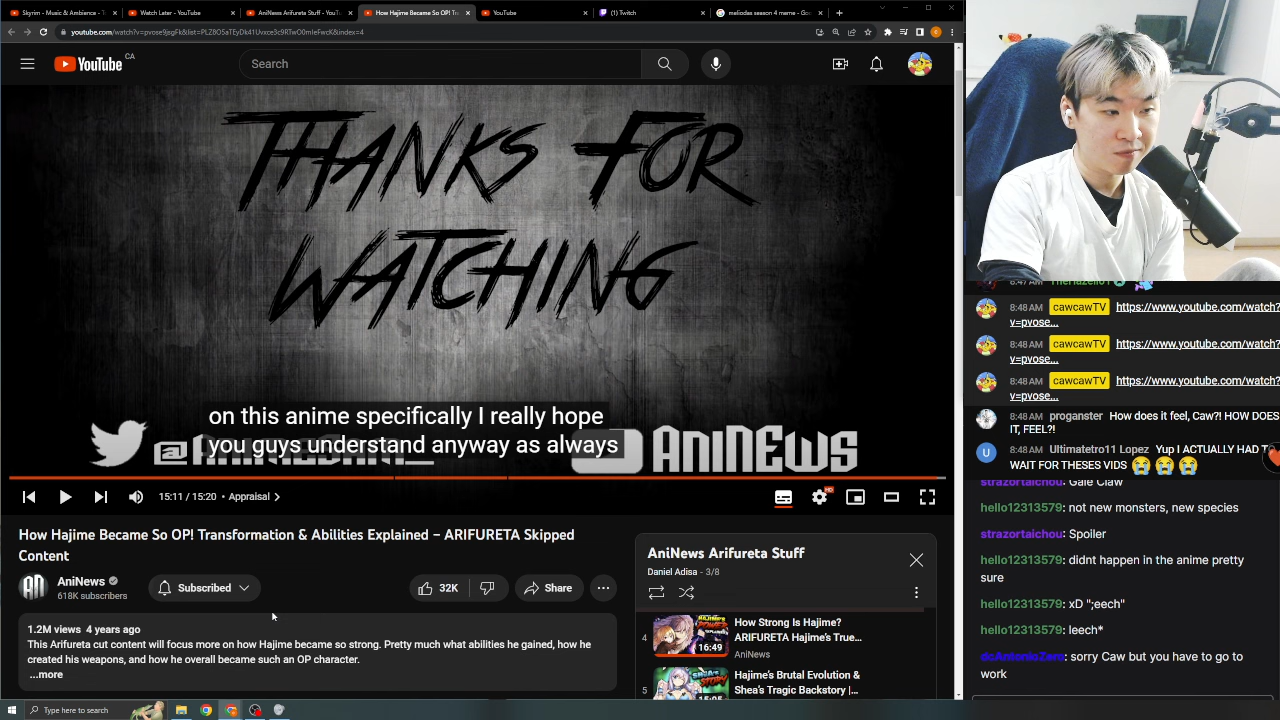 Skyrim - Music & Ambience - T
Watch Later - YouTube
AniNews Arifureta Stuff - YouT
How Hajime Became So OP! Tr
YouTube
Twitch
meliodas season 4 meme - Go
youtube.com/watch?v=pvose9jsgFk&list=PLZ8O5aTEyDk41Uvxce3c9RTwO0mIeFwcK&index=4
YouTube CA
Search
THANKS FOR
WATCHING
on this anime specifically I really hope
you guys understand anyway as always
ANINEWS
15:11 / 15:20 • Appraisal
HD
How Hajime Became So OP! Transformation & Abilities Explained – ARIFURETA Skipped
Content
AniNews
618K subscribers
Subscribed
32K
Share
1.2M views 4 years ago
This Arifureta cut content will focus more on how Hajime became so strong. Pretty much what abilities he gained, how he
created his weapons, and how he overall became such an OP character.
...more
AniNews Arifureta Stuff
Daniel Adisa - 3/8
4
16:49
How Strong Is Hajime?
ARIFURETA Hajime's True...
AniNews
5
Hajime's Brutal Evolution &
Shea's Tragic Backstory |...
8:48 AM cawcawTV https://www.youtube.com/watch?
v=pvose...
8:48 AM cawcawTV https://www.youtube.com/watch?
v=pvose...
8:48 AM cawcawTV https://www.youtube.com/watch?
v=pvose...
8:48 AM proganster How does it feel, Caw?! HOW DOES
IT, FEEL?!
8:48 AM Ultimatetro11 Lopez Yup I ACTUALLY HAD T
WAIT FOR THESES VIDS 😭 😭 😭
strazortaichou: Gale Claw
hello12313579: not new monsters, new species
strazortaichou: Spoiler
hello12313579: didnt happen in the anime pretty
sure
hello12313579: xD ";eech"
hello12313579: leech*
dcAntonioZero: sorry Caw but you have to go to
work
Type here to search